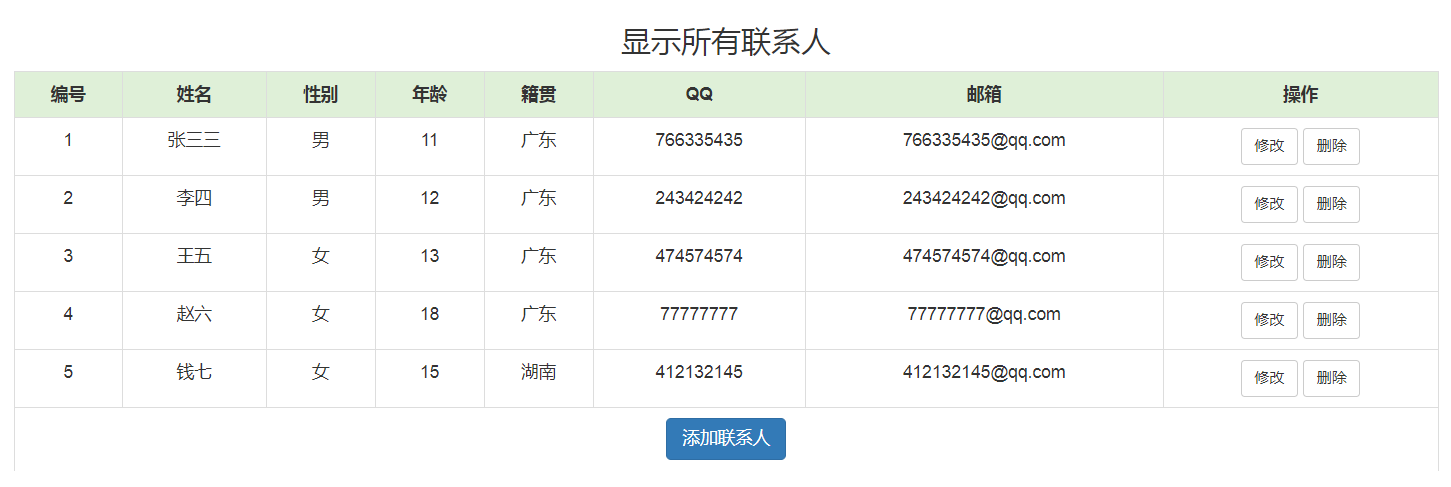 显示所有联系人
编号 姓名 性别 年龄 籍贯 QQ 邮箱 操作
1 张三三 男 11 广东 766335435 766335435@qq.com 修改 删除
2 李四 男 12 广东 243424242 243424242@qq.com 修改 删除
3 王五 女 13 广东 474574574 474574574@qq.com 修改 删除
4 赵六 女 18 广东 77777777 77777777@qq.com 修改 删除
5 钱七 女 15 湖南 412132145 412132145@qq.com 修改 删除
添加联系人